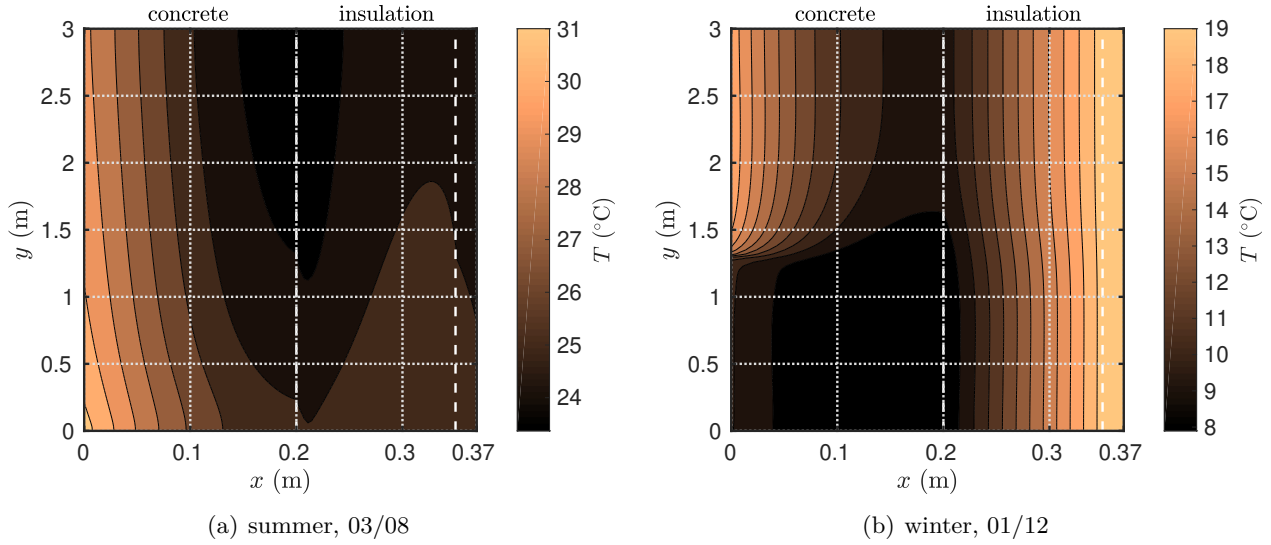 concrete insulation
3
2.5
2
1.5
1
0.5
0
y (m)
0 0.1 0.2 0.3 0.37
x (m)
31
30
29
28
27
26
25
24
T (°C)
(a) summer, 03/08
concrete insulation
3
2.5
2
1.5
1
0.5
0
y (m)
0 0.1 0.2 0.3 0.37
x (m)
19
18
17
16
15
14
13
12
11
10
9
8
T (°C)
(b) winter, 01/12